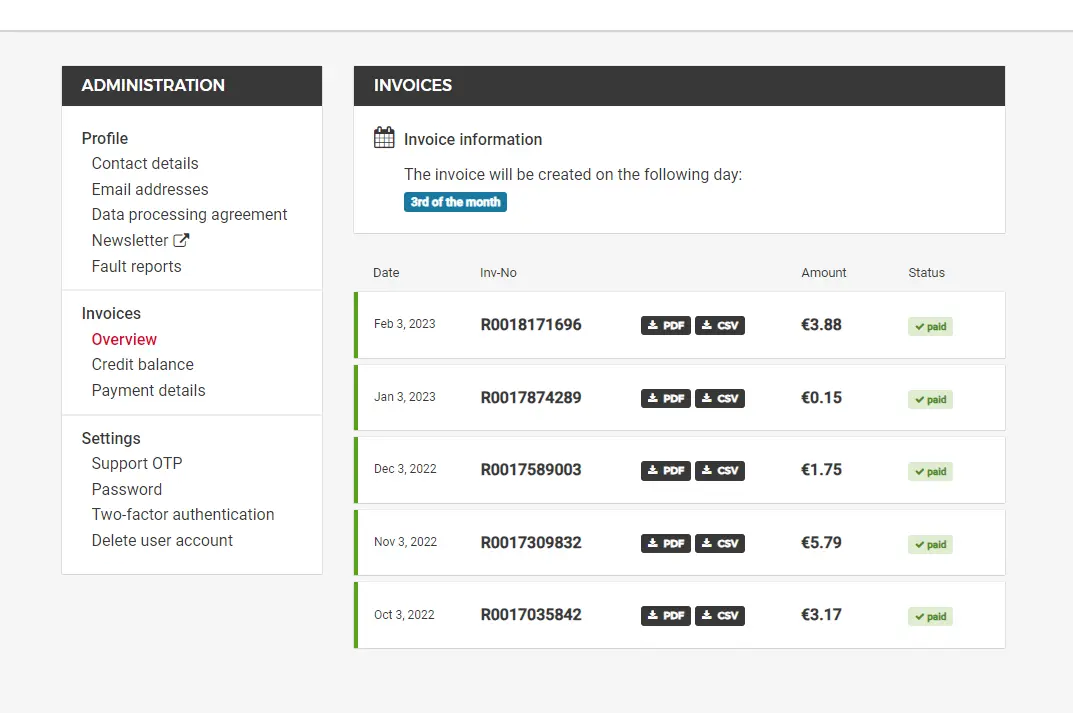 ADMINISTRATION
Profile
Contact details
Email addresses
Data processing agreement
Newsletter
Fault reports
Invoices
Overview
Credit balance
Payment details
Settings
Support OTP
Password
Two-factor authentication
Delete user account
INVOICES
Invoice information
The invoice will be created on the following day:
3rd of the month
Date Inv-No Amount Status
Feb 3, 2023 R0018171696 PDF CSV €3.88 paid
Jan 3, 2023 R0017874289 PDF CSV €0.15 paid
Dec 3, 2022 R0017589003 PDF CSV €1.75 paid
Nov 3, 2022 R0017309832 PDF CSV €5.79 paid
Oct 3, 2022 R0017035842 PDF CSV €3.17 paid